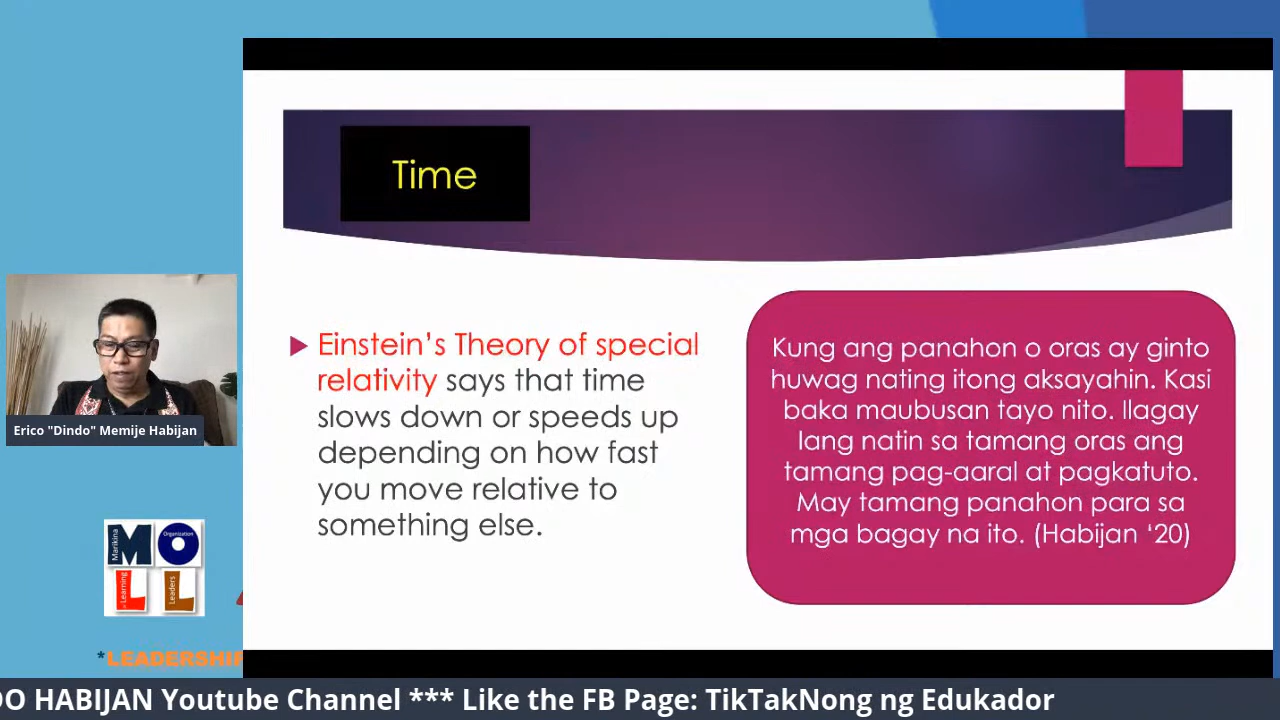 Time
Einstein’s Theory of special
relativity says that time
slows down or speeds up
depending on how fast
you move relative to
something else.
Kung ang panahon o oras ay ginto
huwag nating itong aksayahin. Kasi
baka maubusan tayo nito. Ilagay
lang natin sa tamang oras ang
tamang pag-aaral at pagkatuto.
May tamang panahon para sa
mga bagay na ito. (Habijan ‘20)
Erico "Dindo" Memije Habijan
Marikina
M
Organization
O
of Learning
L
Leaders
L
*LEADERSHIP
DO HABIJAN Youtube Channel *** Like the FB Page: TikTakNong ng Edukador